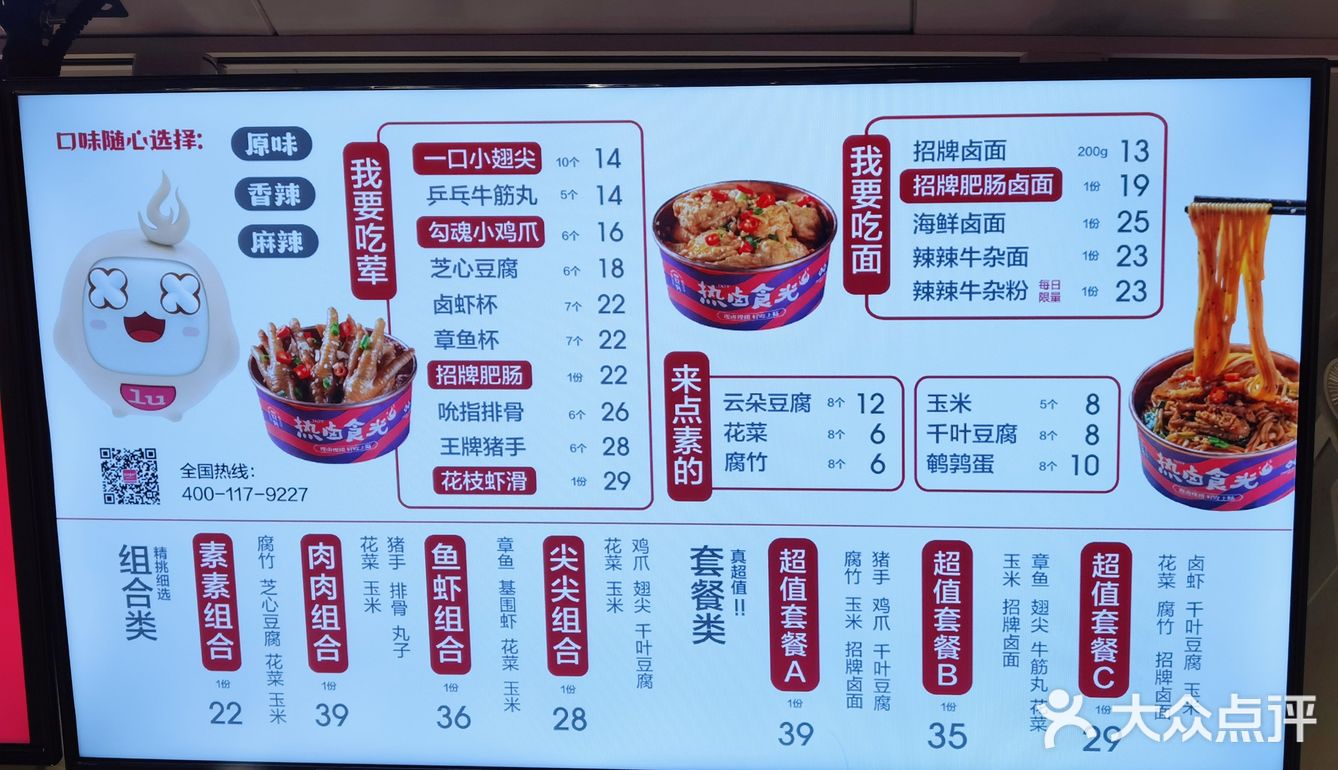 口味随心选择:
原味
香辣
麻辣
lu
全国热线:
400-117-9227
我要吃荤
一口小翅尖 10个 14
乒乓牛筋丸 5个 14
勾魂小鸡爪 6个 16
芝心豆腐 6个 18
卤虾杯 7个 22
章鱼杯 7个 22
招牌肥肠 1份 22
吮指排骨 6个 26
王牌猪手 6个 28
花枝虾滑 1份 29
热卤食光
热卤食光
我要吃面
招牌卤面 200g 13
招牌肥肠卤面 1份 19
海鲜卤面 1份 25
辣辣牛杂面 1份 23
辣辣牛杂粉 每日限量 1份 23
来点素的
云朵豆腐 8个 12
花菜 8个 6
腐竹 8个 6
玉米 5个 8
千叶豆腐 8个 8
鹌鹑蛋 8个 10
热卤食光
组合类
精挑细选
素素组合
1份
22
腐竹 芝心豆腐 花菜 玉米
肉肉组合
1份
39
猪手 排骨 丸子
花菜 玉米
鱼虾组合
1份
36
章鱼 基围虾 花菜 玉米
尖尖组合
1份
28
鸡爪 翅尖 千叶豆腐
花菜 玉米
套餐类
真超值!!
超值套餐A
1份
39
猪手 鸡爪 千叶豆腐
腐竹 玉米 招牌卤面
超值套餐B
1份
35
章鱼 翅尖 牛筋丸 花菜
玉米 招牌卤面
超值套餐C
1份
29
卤虾 千叶豆腐 玉米
花菜 腐竹 招牌卤面
大众点评